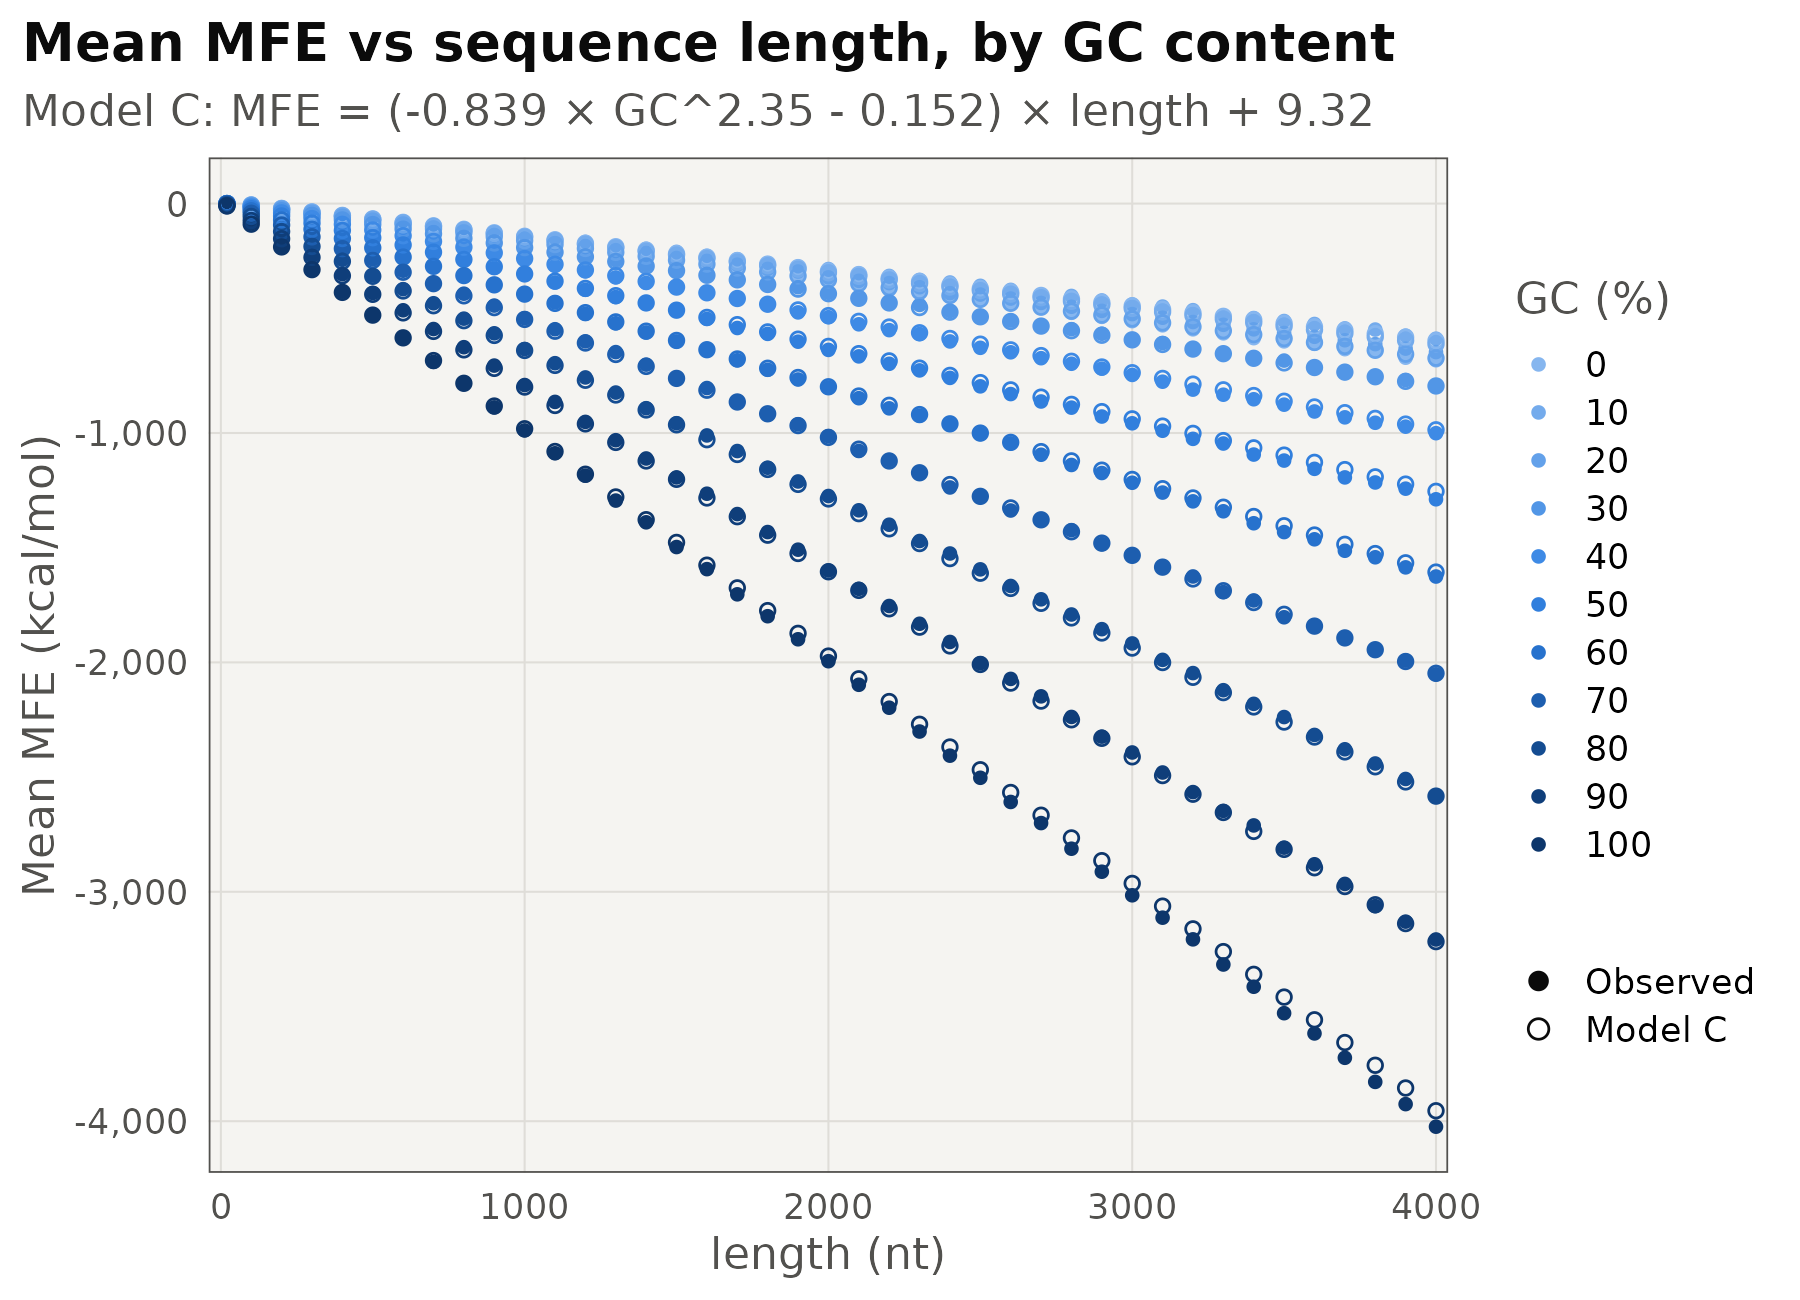 Mean MFE vs sequence length, by GC content
Model C: MFE = (-0.839 × GC^2.35 - 0.152) × length + 9.32
Mean MFE (kcal/mol)
0
-1,000
-2,000
-3,000
-4,000
0 1000 2000 3000 4000
length (nt)
GC (%)
0
10
20
30
40
50
60
70
80
90
100
Observed
Model C